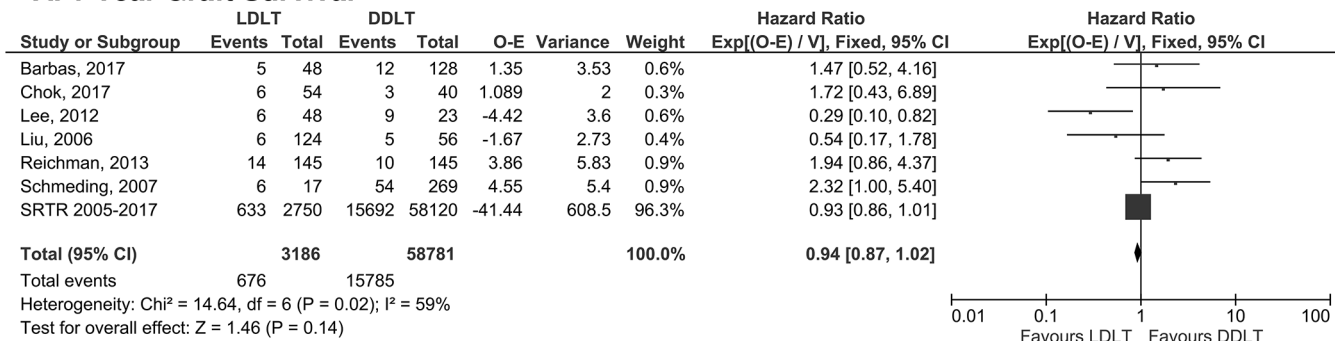 LDLT DDLT Hazard Ratio Hazard Ratio
Study or Subgroup Events Total Events Total O-E Variance Weight Exp[(O-E) / V], Fixed, 95% CI Exp[(O-E) / V], Fixed, 95% CI
Barbas, 2017 5 48 12 128 1.35 3.53 0.6% 1.47 [0.52, 4.16]
Chok, 2017 6 54 3 40 1.089 2 0.3% 1.72 [0.43, 6.89]
Lee, 2012 6 48 9 23 -4.42 3.6 0.6% 0.29 [0.10, 0.82]
Liu, 2006 6 124 5 56 -1.67 2.73 0.4% 0.54 [0.17, 1.78]
Reichman, 2013 14 145 10 145 3.86 5.83 0.9% 1.94 [0.86, 4.37]
Schmeding, 2007 6 17 54 269 4.55 5.4 0.9% 2.32 [1.00, 5.40]
SRTR 2005-2017 633 2750 15692 58120 -41.44 608.5 96.3% 0.93 [0.86, 1.01]
Total (95% CI) 3186 58781 100.0% 0.94 [0.87, 1.02]
Total events 676 15785
Heterogeneity: Chi² = 14.64, df = 6 (P = 0.02); I² = 59%
Test for overall effect: Z = 1.46 (P = 0.14)
0.01 0.1 1 10 100
Favours LDLT Favours DDLT